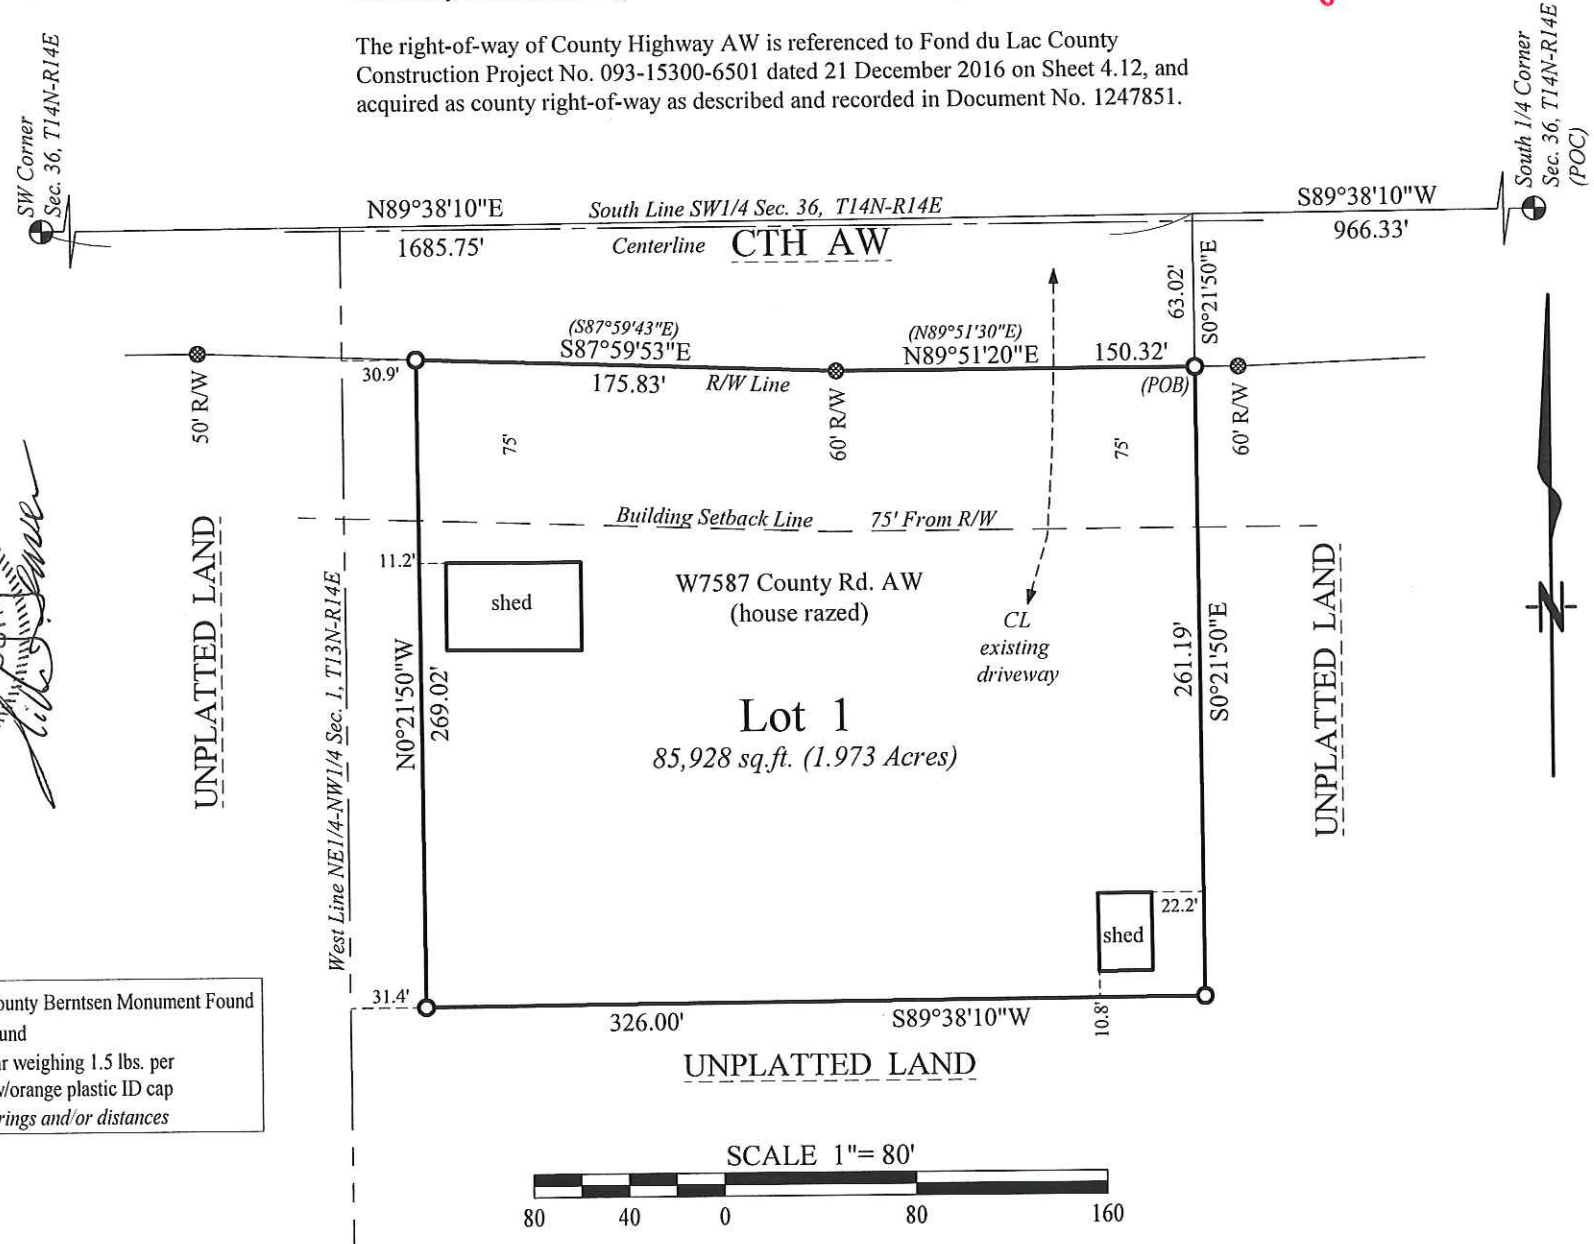 The right-of-way of County Highway AW is referenced to Fond du Lac County
Construction Project No. 093-15300-6501 dated 21 December 2016 on Sheet 4.12, and
acquired as county right-of-way as described and recorded in Document No. 1247851.
SW Corner
Sec. 36, T14N-R14E
South 1/4 Corner
Sec. 36, T14N-R14E
(POC)
N89°38'10"E
1685.75'
South Line SW1/4 Sec. 36, T14N-R14E
Centerline CTH AW
S89°38'10"W
966.33'
63.02'
S0°21'50"E
(S87°59'43"E)
S87°59'53"E
175.83'
R/W Line
(N89°51'30"E)
N89°51'20"E
150.32'
(POB)
30.9'
50' R/W
60' R/W
60' R/W
75'
75'
Building Setback Line 75' From R/W
11.2'
shed
W7587 County Rd. AW
(house razed)
CL
existing
driveway
UNPLATTED LAND
West Line NE1/4-NW1/4 Sec. 1, T13N-R14E
N0°21'50"W
269.02'
Lot 1
85,928 sq.ft. (1.973 Acres)
261.19'
S0°21'50"E
UNPLATTED LAND
N
22.2'
shed
10.8'
31.4'
326.00'
S89°38'10"W
UNPLATTED LAND
ounty Berntsen Monument Found
und
r weighing 1.5 lbs. per
w/orange plastic ID cap
rings and/or distances
SCALE 1"= 80'
80 40 0 80 160